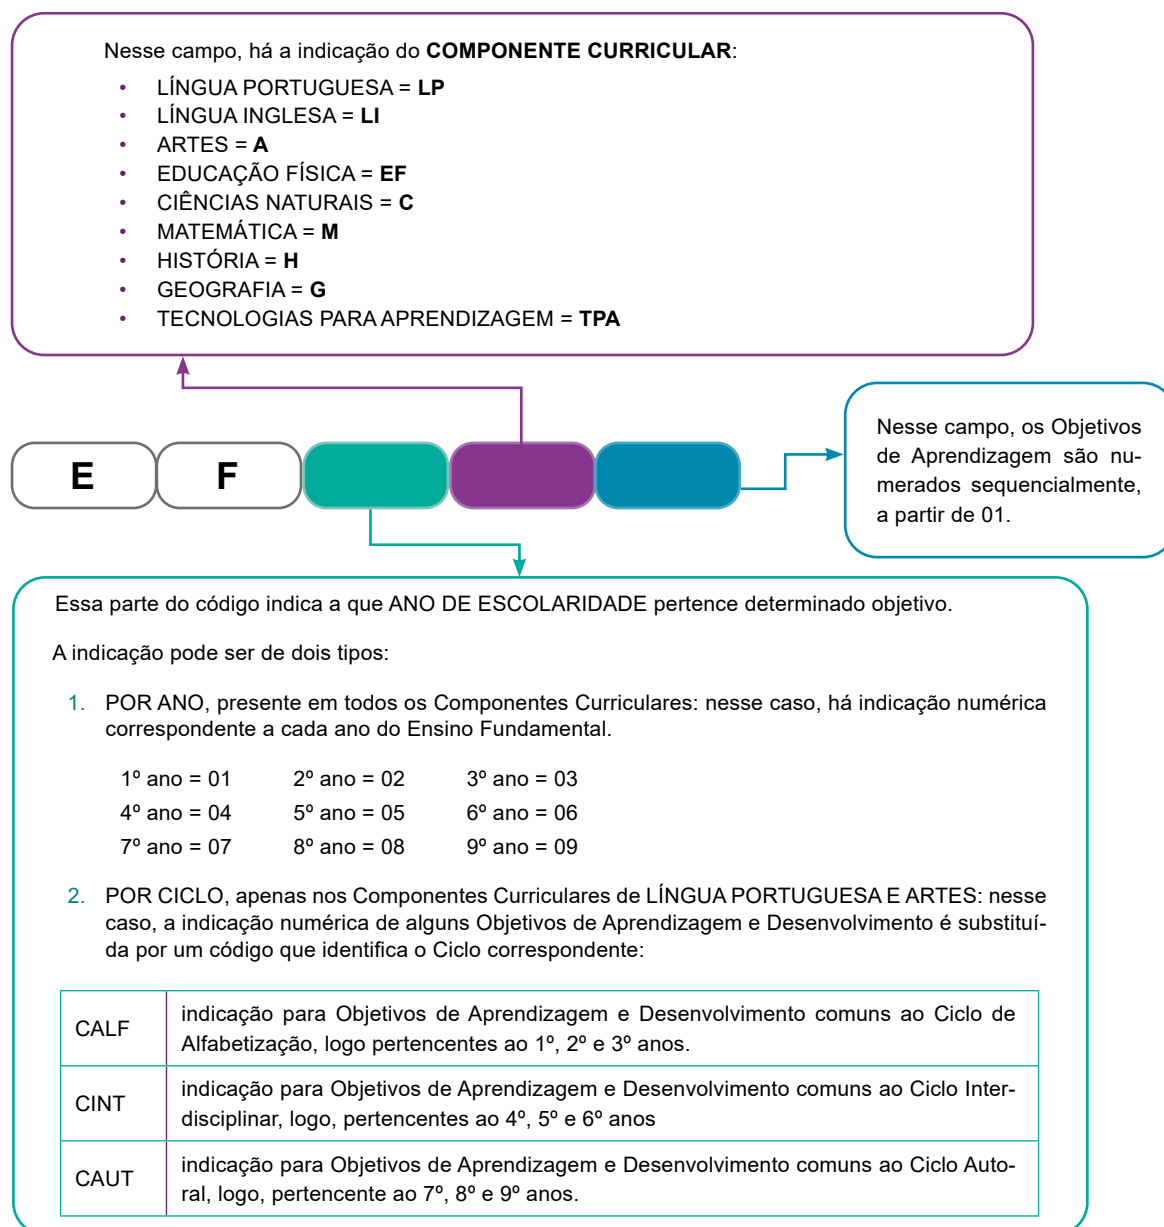 Nesse campo, há a indicação do COMPONENTE CURRICULAR:
• LÍNGUA PORTUGUESA = LP
• LÍNGUA INGLESA = LI
• ARTES = A
• EDUCAÇÃO FÍSICA = EF
• CIÊNCIAS NATURAIS = C
• MATEMÁTICA = M
• HISTÓRIA = H
• GEOGRAFIA = G
• TECNOLOGIAS PARA APRENDIZAGEM = TPA
E F
Nesse campo, os Objetivos
de Aprendizagem são nu-
merados sequencialmente,
a partir de 01.
Essa parte do código indica a que ANO DE ESCOLARIDADE pertence determinado objetivo.
A indicação pode ser de dois tipos:
1. POR ANO, presente em todos os Componentes Curriculares: nesse caso, há indicação numérica
correspondente a cada ano do Ensino Fundamental.
1º ano = 01 2º ano = 02 3º ano = 03
4º ano = 04 5º ano = 05 6º ano = 06
7º ano = 07 8º ano = 08 9º ano = 09
2. POR CICLO, apenas nos Componentes Curriculares de LÍNGUA PORTUGUESA E ARTES: nesse
caso, a indicação numérica de alguns Objetivos de Aprendizagem e Desenvolvimento é substituí-
da por um código que identifica o Ciclo correspondente:
CALF indicação para Objetivos de Aprendizagem e Desenvolvimento comuns ao Ciclo de
Alfabetização, logo pertencentes ao 1º, 2º e 3º anos.
CINT indicação para Objetivos de Aprendizagem e Desenvolvimento comuns ao Ciclo Inter-
disciplinar, logo, pertencentes ao 4º, 5º e 6º anos
CAUT indicação para Objetivos de Aprendizagem e Desenvolvimento comuns ao Ciclo Auto-
ral, logo, pertencente ao 7º, 8º e 9º anos.